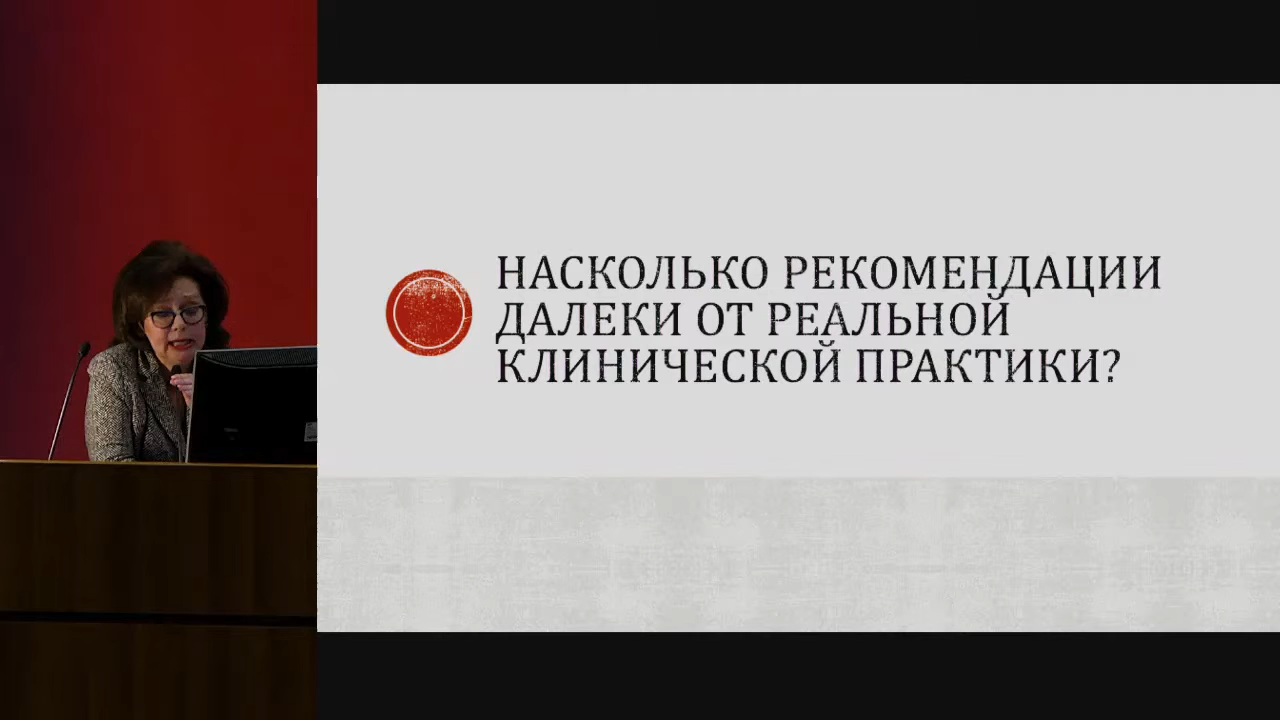 НАСКОЛЬКО РЕКОМЕНДАЦИИ
ДАЛЕКИ ОТ РЕАЛЬНОЙ
КЛИНИЧЕСКОЙ ПРАКТИКИ?